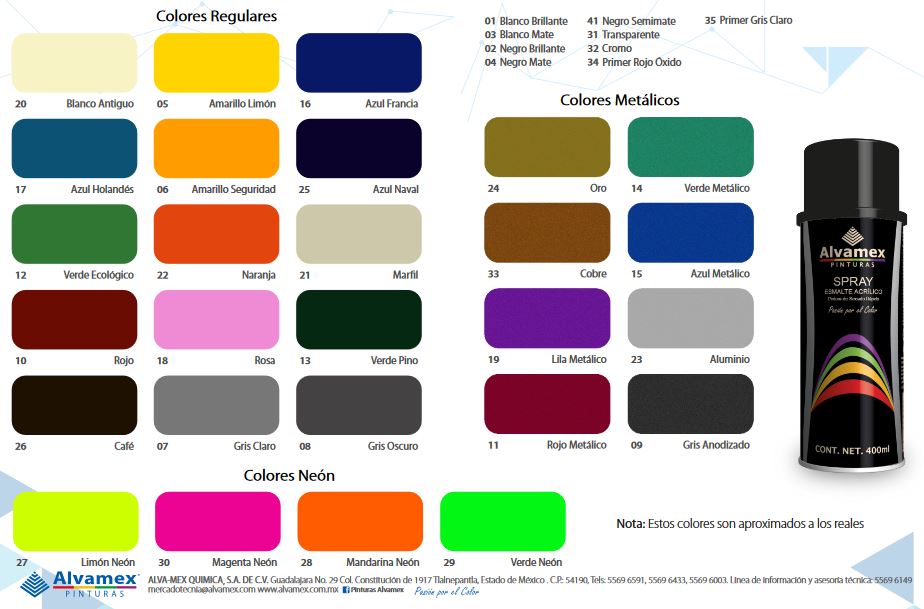 Colores Regulares
20 Blanco Antiguo
05 Amarillo Limón
16 Azul Francia
17 Azul Holandés
06 Amarillo Seguridad
25 Azul Naval
12 Verde Ecológico
22 Naranja
21 Marfil
10 Rojo
18 Rosa
13 Verde Pino
26 Café
07 Gris Claro
08 Gris Oscuro
01 Blanco Brillante
03 Blanco Mate
02 Negro Brillante
04 Negro Mate
41 Negro Semimate
31 Transparente
32 Cromo
34 Primer Rojo Óxido
35 Primer Gris Claro
Colores Metálicos
24 Oro
14 Verde Metálico
33 Cobre
15 Azul Metálico
19 Lila Metálico
23 Aluminio
11 Rojo Metálico
09 Gris Anodizado
Alvamex
PINTURAS
SPRAY
ESMALTE ACRÍLICO
Pintura de Secado Rápido
Pasión por el Color
CONT. NET. 400ml
Colores Neón
27 Limón Neón
30 Magenta Neón
28 Mandarina Neón
29 Verde Neón
Nota: Estos colores son aproximados a los reales
Alvamex
PINTURAS
ALVA-MEX QUIMICA, S.A. DE C.V. Guadalajara No. 29 Col. Constitución de 1917 Tlalnepantla, Estado de México . C.P. 54190, Tels: 5569 6591, 5569 6433, 5569 6003. Línea de información y asesoría técnica: 5569 6149
mercadotecnia@alvamex.com www.alvamex.com.mx Pinturas Alvamex Pasión por el Color